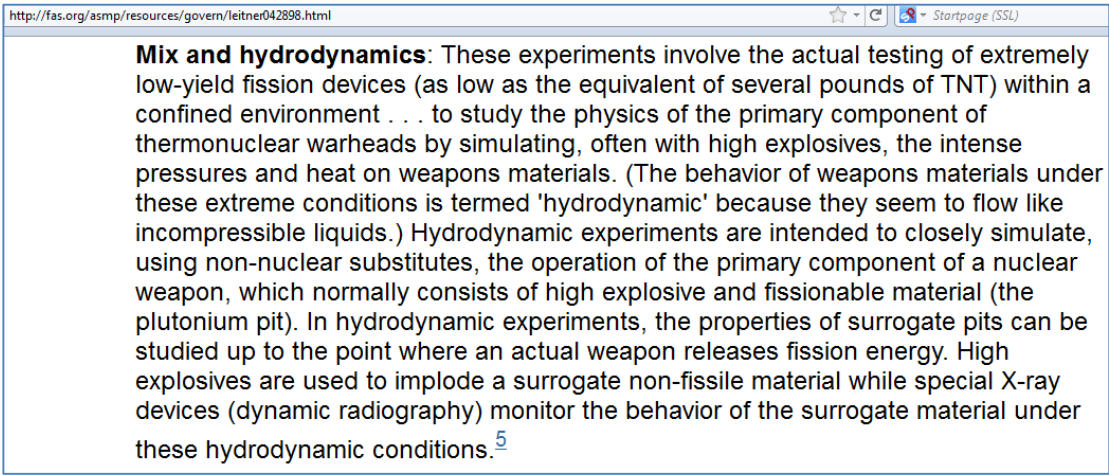 http://fas.org/asmp/resources/govern/leitner042898.html
Startpage (SSL)
Mix and hydrodynamics: These experiments involve the actual testing of extremely
low-yield fission devices (as low as the equivalent of several pounds of TNT) within a
confined environment . . . to study the physics of the primary component of
thermonuclear warheads by simulating, often with high explosives, the intense
pressures and heat on weapons materials. (The behavior of weapons materials under
these extreme conditions is termed 'hydrodynamic' because they seem to flow like
incompressible liquids.) Hydrodynamic experiments are intended to closely simulate,
using non-nuclear substitutes, the operation of the primary component of a nuclear
weapon, which normally consists of high explosive and fissionable material (the
plutonium pit). In hydrodynamic experiments, the properties of surrogate pits can be
studied up to the point where an actual weapon releases fission energy. High
explosives are used to implode a surrogate non-fissile material while special X-ray
devices (dynamic radiography) monitor the behavior of the surrogate material under
these hydrodynamic conditions.5